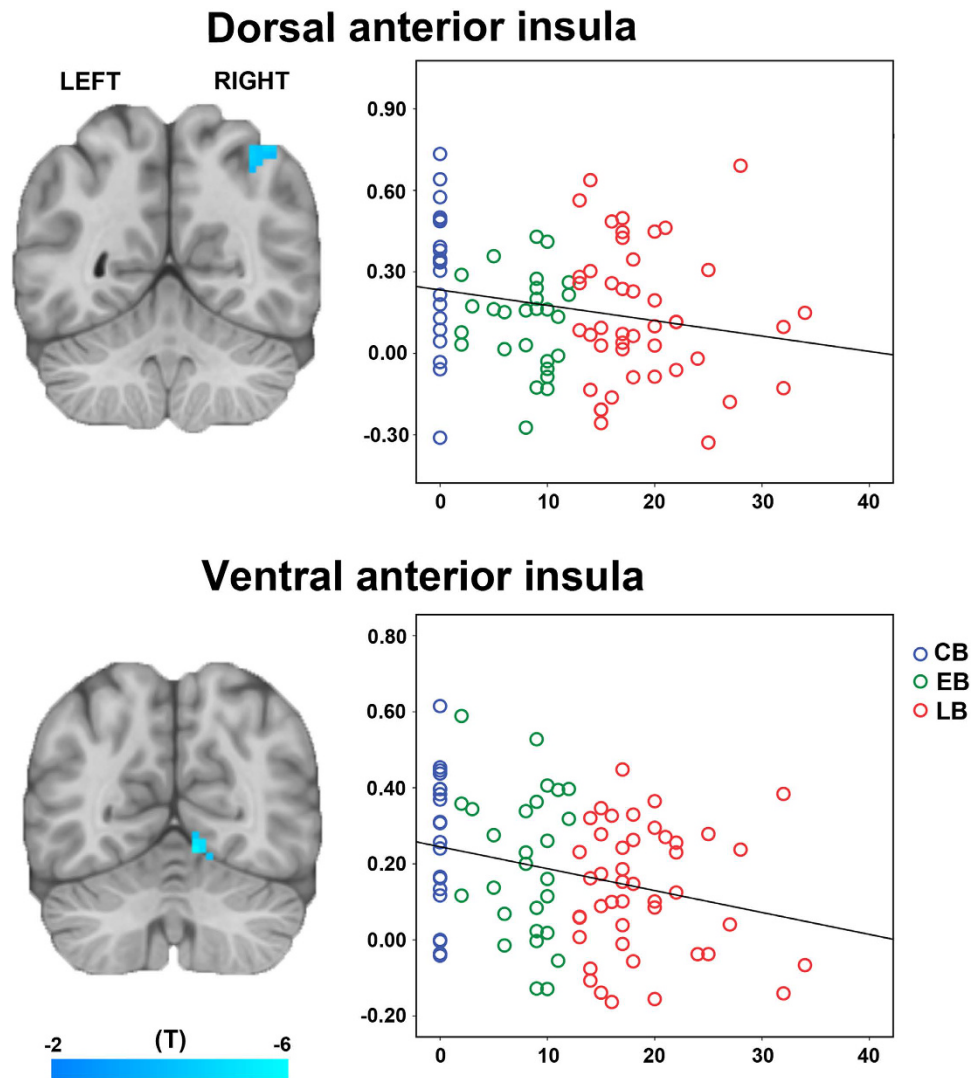 Dorsal anterior insula
LEFT RIGHT
0.90
0.60
0.30
0.00
-0.30
0 10 20 30 40
Ventral anterior insula
0.80
0.60
0.40
0.20
0.00
-0.20
0 10 20 30 40
CB
EB
LB
-2 (T) -6